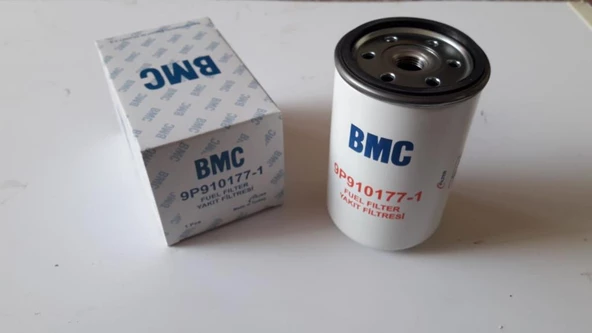 BMC
BMC
9P910177-1
FUEL FILTER
YAKIT FİLTRESİ
BMC
9P910177-1
FUEL FILTER
YAKIT FİLTRESİ